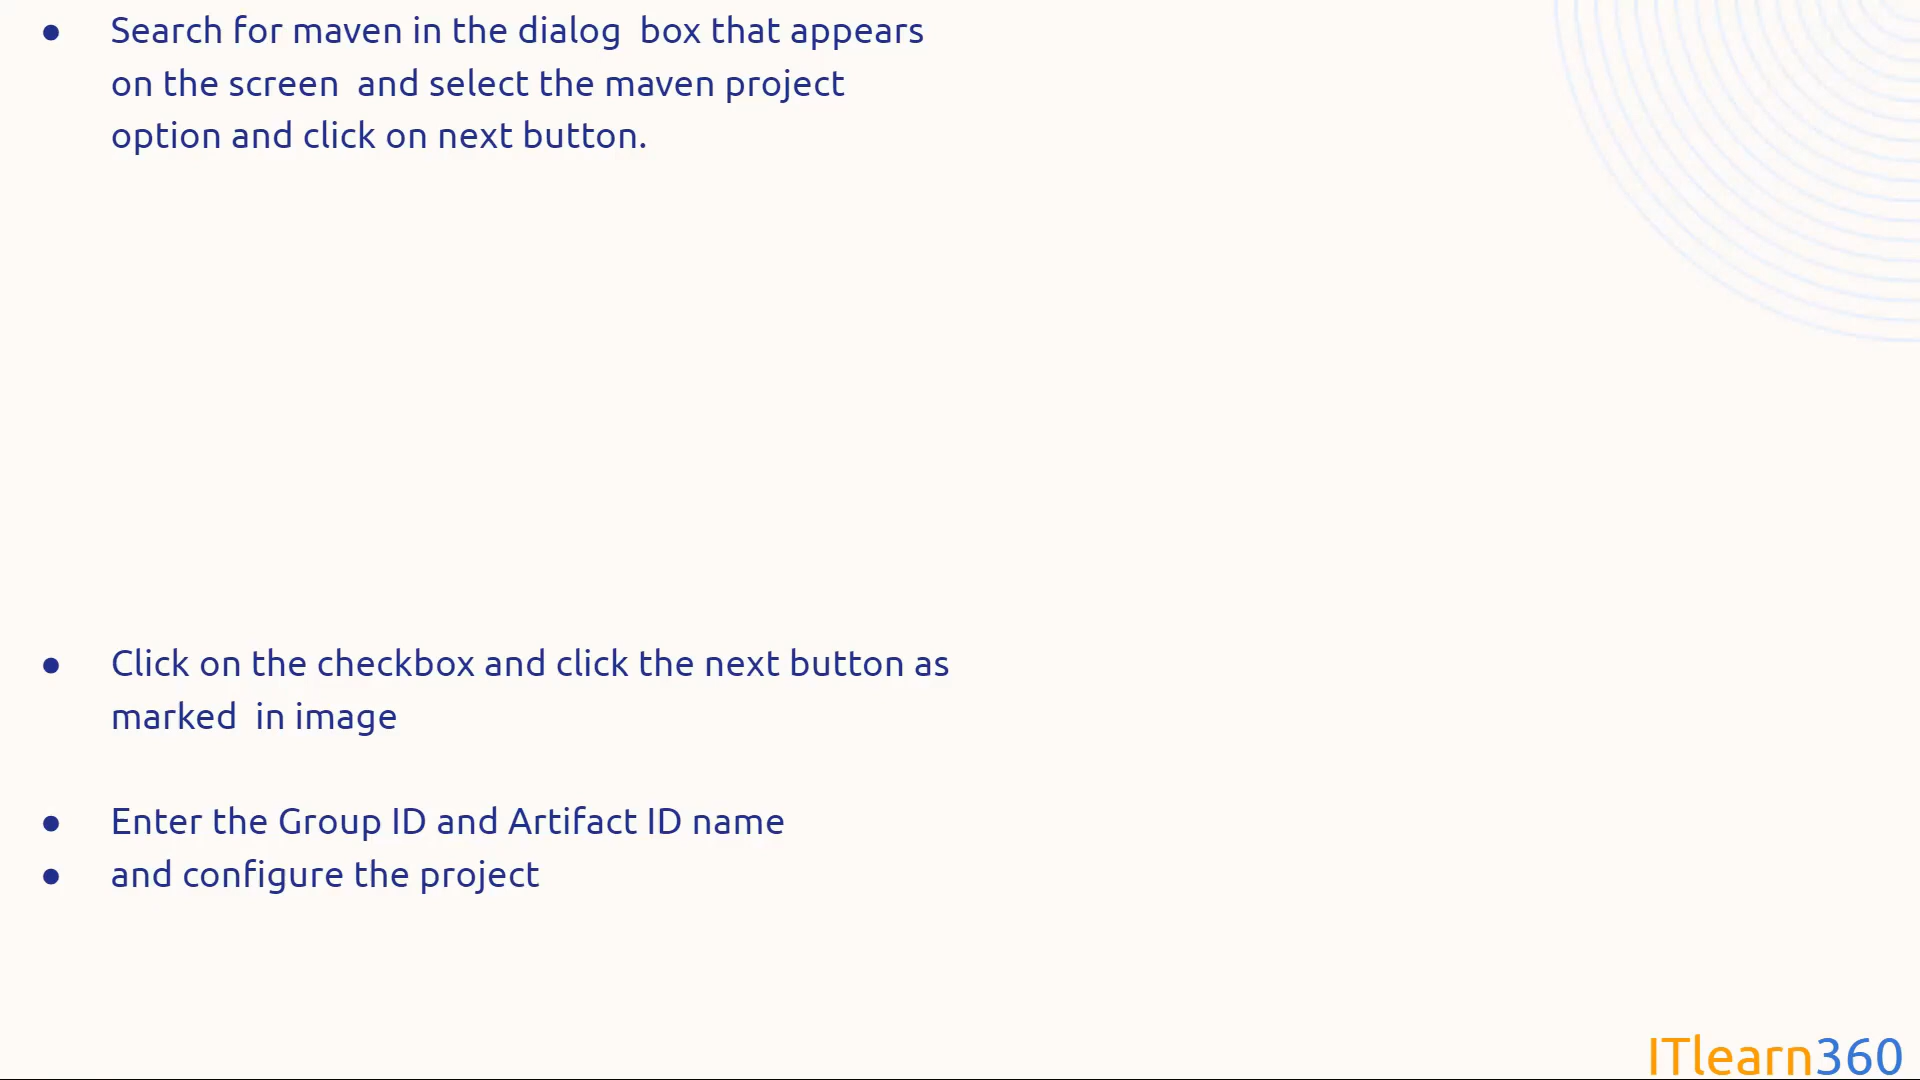 ● Search for maven in the dialog  box that appears
on the screen  and select the maven project
option and click on next button.
● Click on the checkbox and click the next button as
marked  in image
● Enter the Group ID and Artifact ID name
● and configure the project
ITlearn360